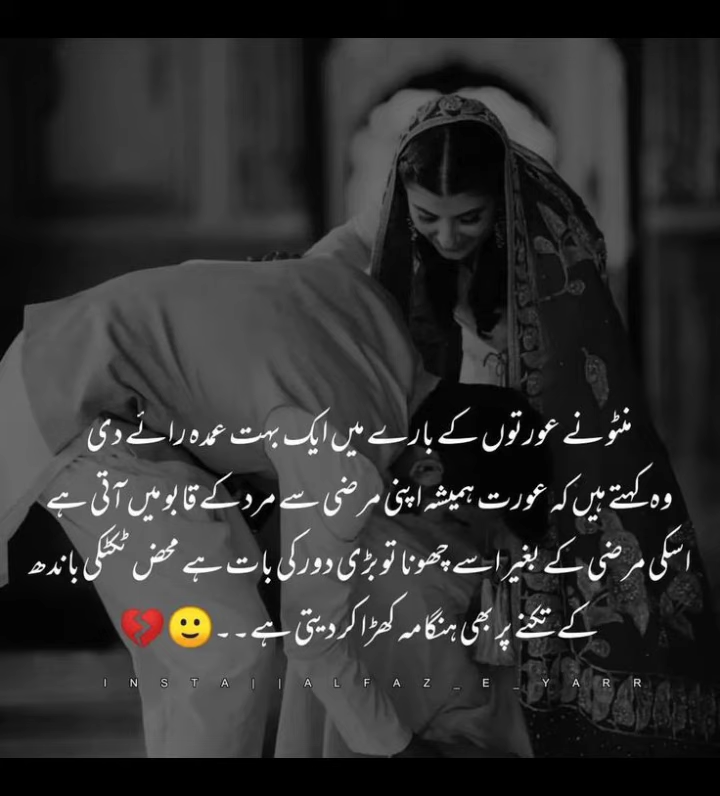 منٹو نے عورتوں کے بارے میں ایک بہت عمدہ رائے دی
وہ کہتے ہیں کہ عورت ہمیشہ اپنی مرضی سے مرد کے قابو میں آتی ہے
اسکی مرضی کے بغیر اسے چھونا تو بڑی دور کی بات ہے محض ٹکٹکی باندھ
کے تکنے پر بھی ہنگامہ کھڑا کر دیتی ہے۔۔🙂💔
INSTA||ALFAZ_E_YARR